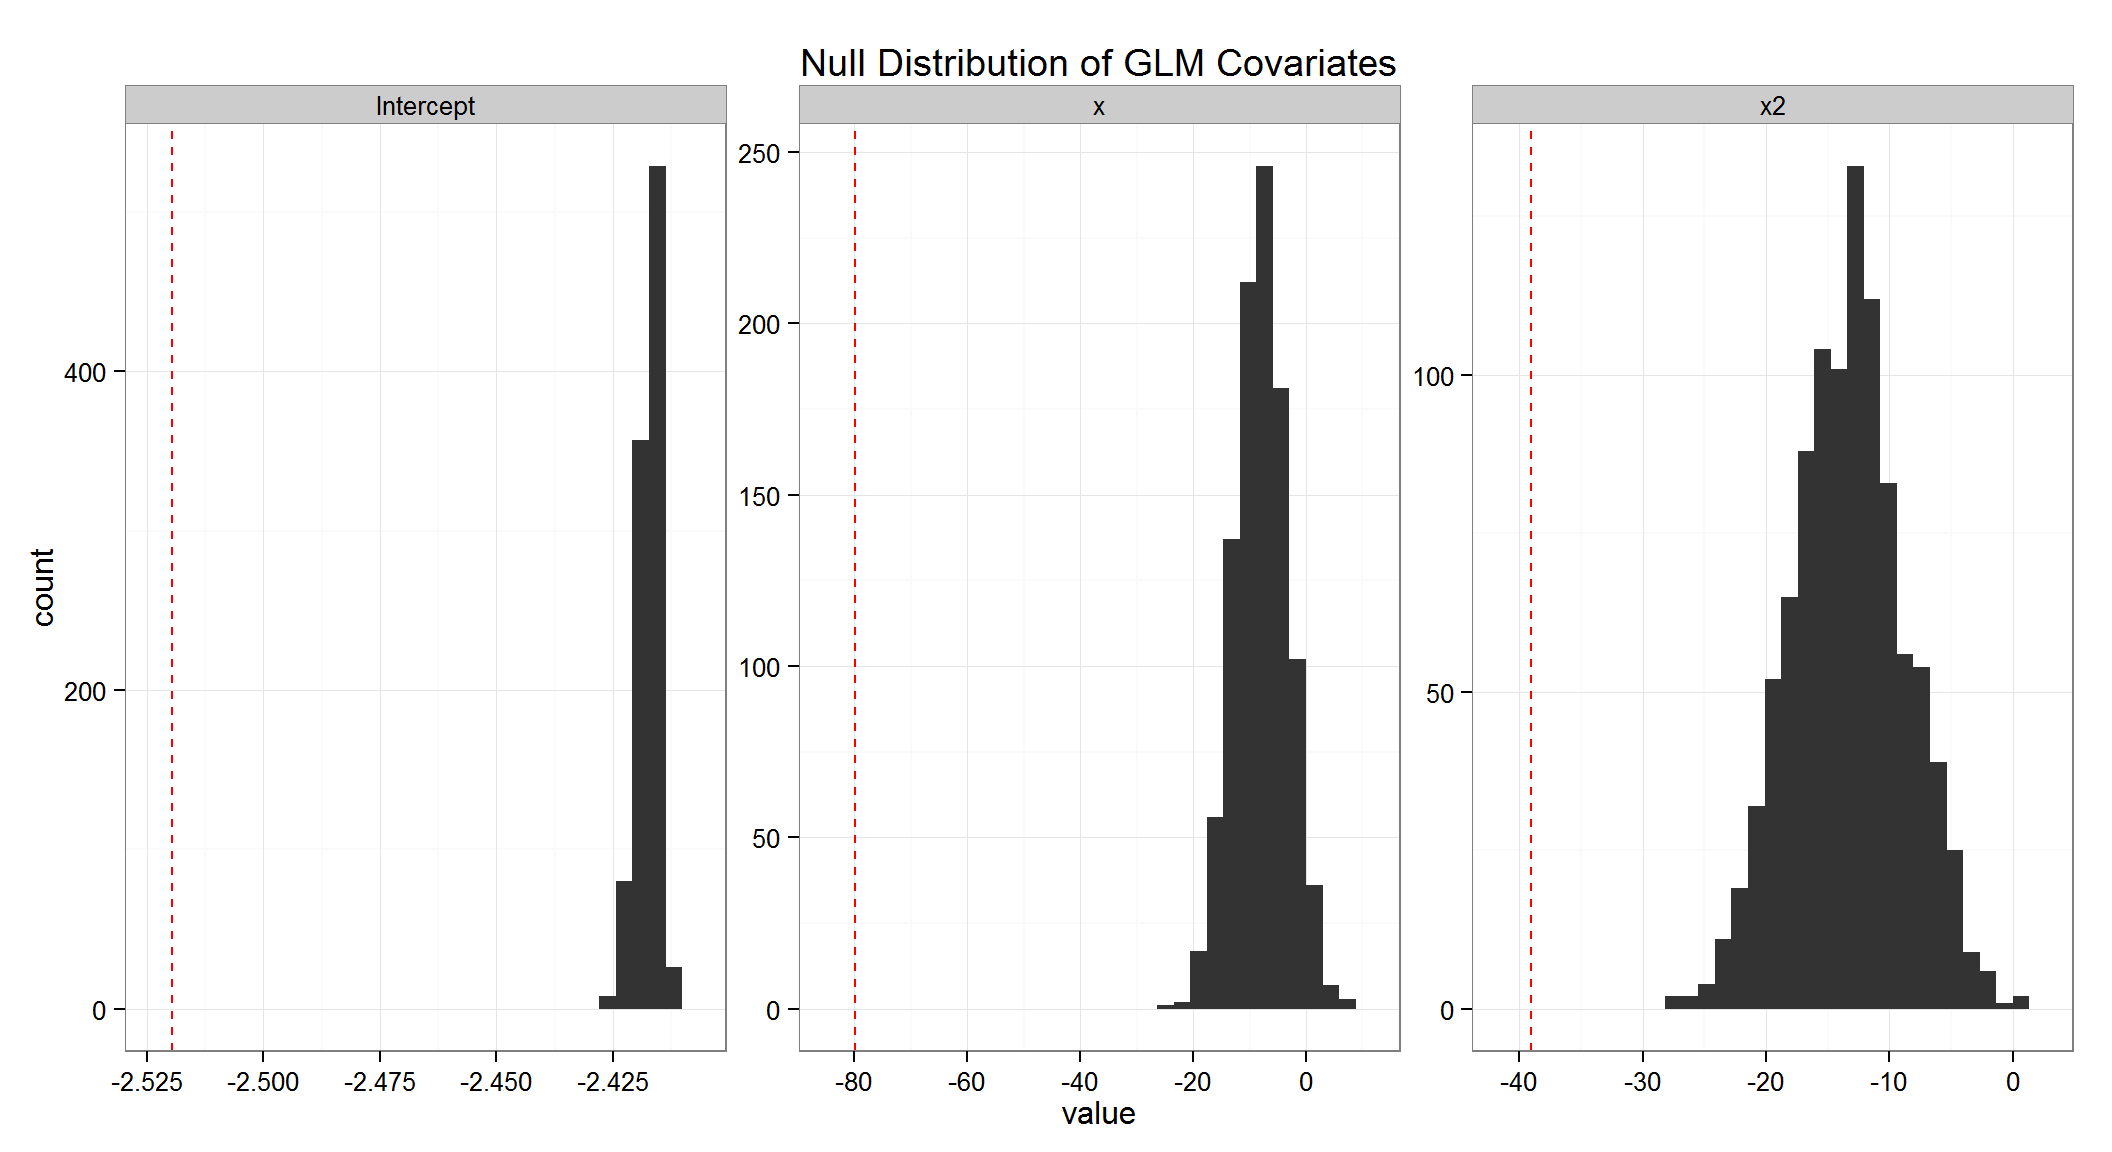 Null Distribution of GLM Covariates
Intercept
x
x2
count
400
200
0
250
200
150
100
50
0
100
50
0
-2.525 -2.500 -2.475 -2.450 -2.425
-80 -60 -40 -20 0
-40 -30 -20 -10 0
value